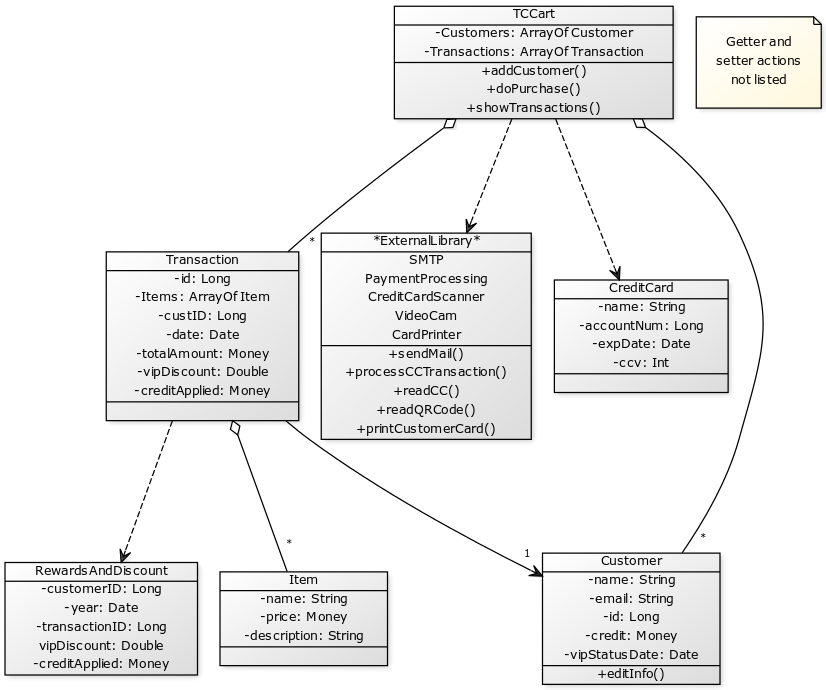 TCCart
-Customers: ArrayOf Customer
-Transactions: ArrayOf Transaction
+addCustomer()
+doPurchase()
+showTransactions()
Getter and
setter actions
not listed
*
Transaction
-id: Long
-Items: ArrayOf Item
-custID: Long
-date: Date
-totalAmount: Money
-vipDiscount: Double
-creditApplied: Money
*ExternalLibrary*
SMTP
PaymentProcessing
CreditCardScanner
VideoCam
CardPrinter
+sendMail()
+processCCTransaction()
+readCC()
+readQRCode()
+printCustomerCard()
CreditCard
-name: String
-accountNum: Long
-expDate: Date
-ccv: Int
*
1
*
RewardsAndDiscount
-customerID: Long
-year: Date
-transactionID: Long
vipDiscount: Double
-creditApplied: Money
Item
-name: String
-price: Money
-description: String
Customer
-name: String
-email: String
-id: Long
-credit: Money
-vipStatusDate: Date
+editInfo()